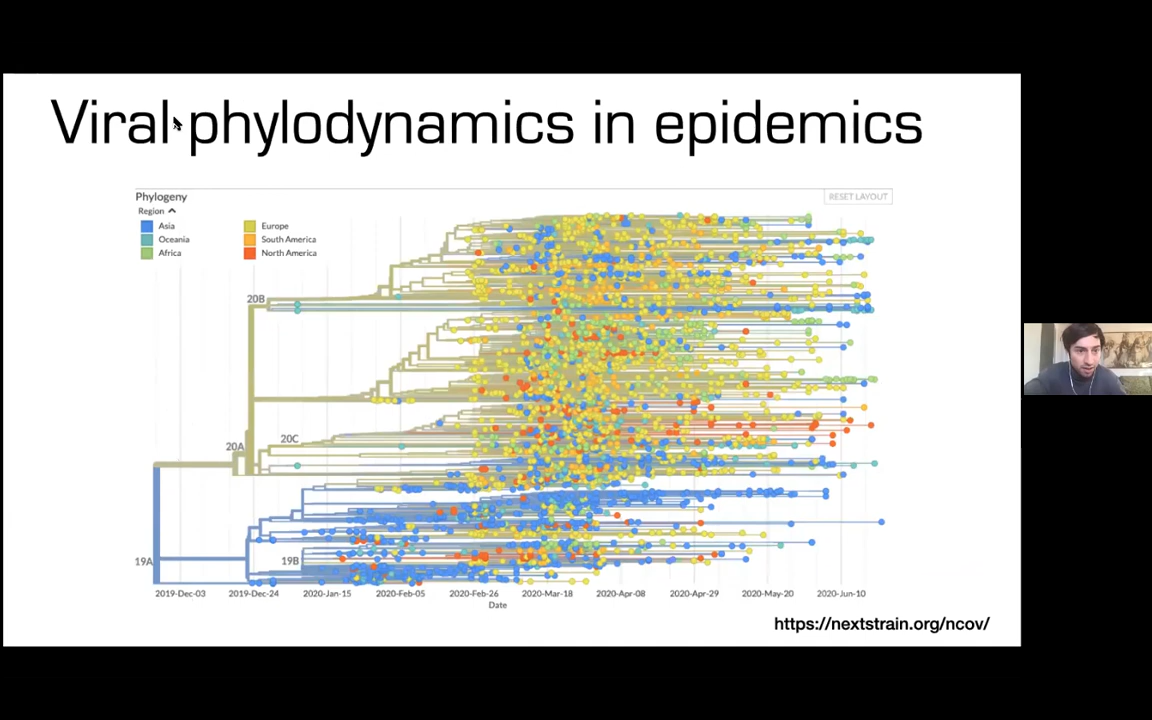 Viral phylodynamics in epidemics
Phylogeny
RESET LAYOUT
Region
Asia
Europe
Oceania
South America
Africa
North America
20B
20A
20C
19A
19B
2019-Dec-03 2019-Dec-24 2020-Jan-15 2020-Feb-05 2020-Feb-26 2020-Mar-18 2020-Apr-08 2020-Apr-29 2020-May-20 2020-Jun-10
Date
https://nextstrain.org/ncov/